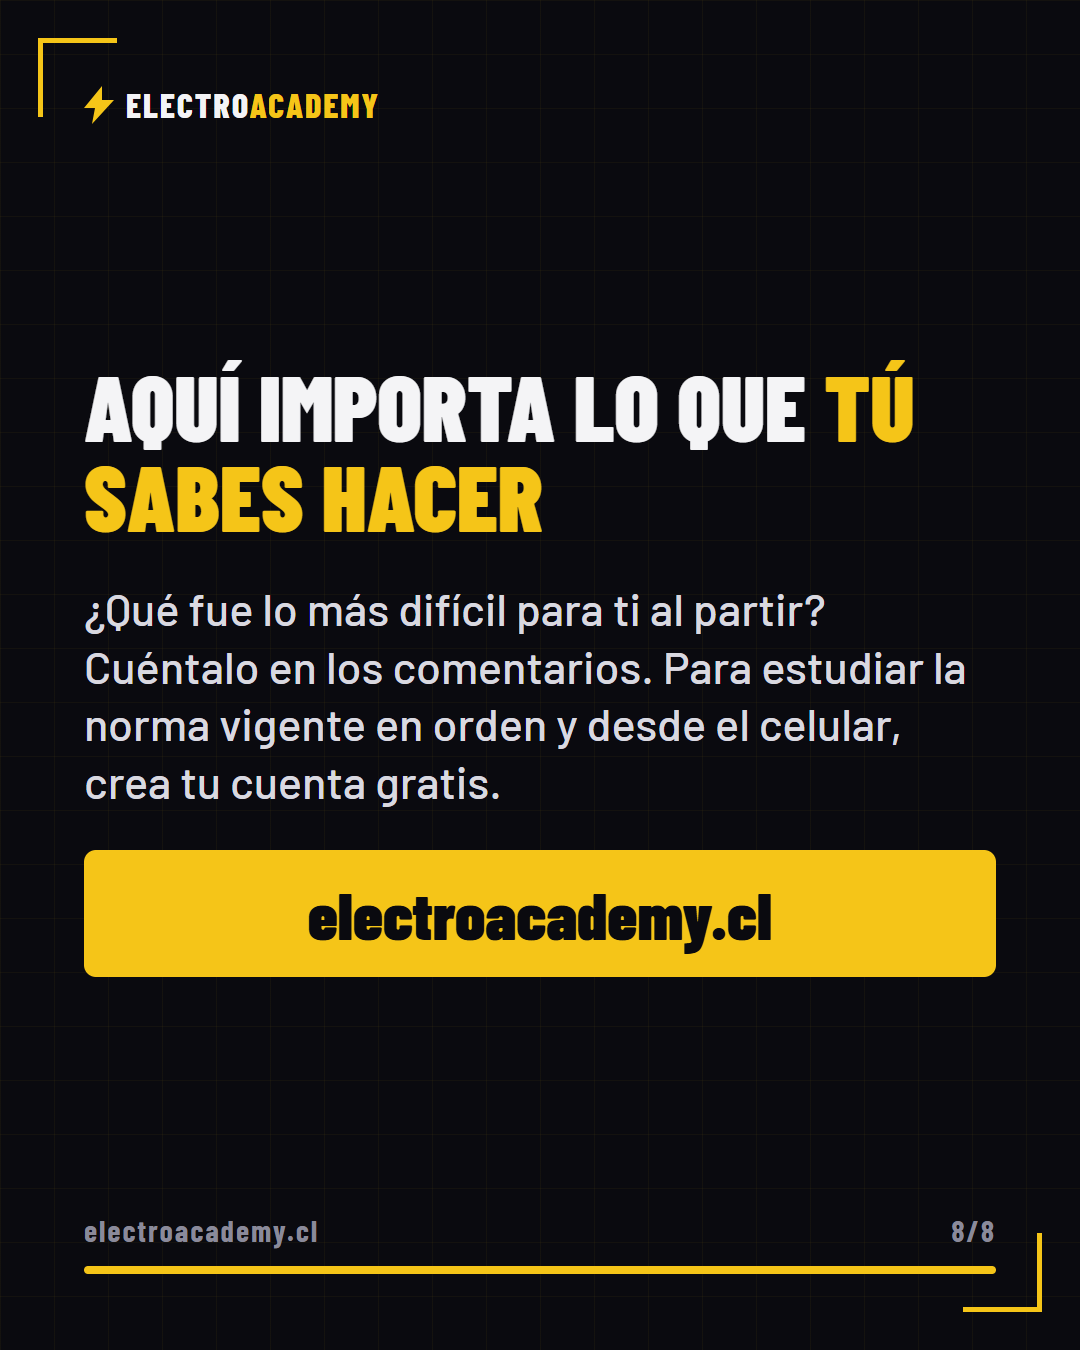 ELECTROACADEMY
AQUÍ IMPORTA LO QUE TÚ
SABES HACER
¿Qué fue lo más difícil para ti al partir?
Cuéntalo en los comentarios. Para estudiar la
norma vigente en orden y desde el celular,
crea tu cuenta gratis.
electroacademy.cl
electroacademy.cl
8/8